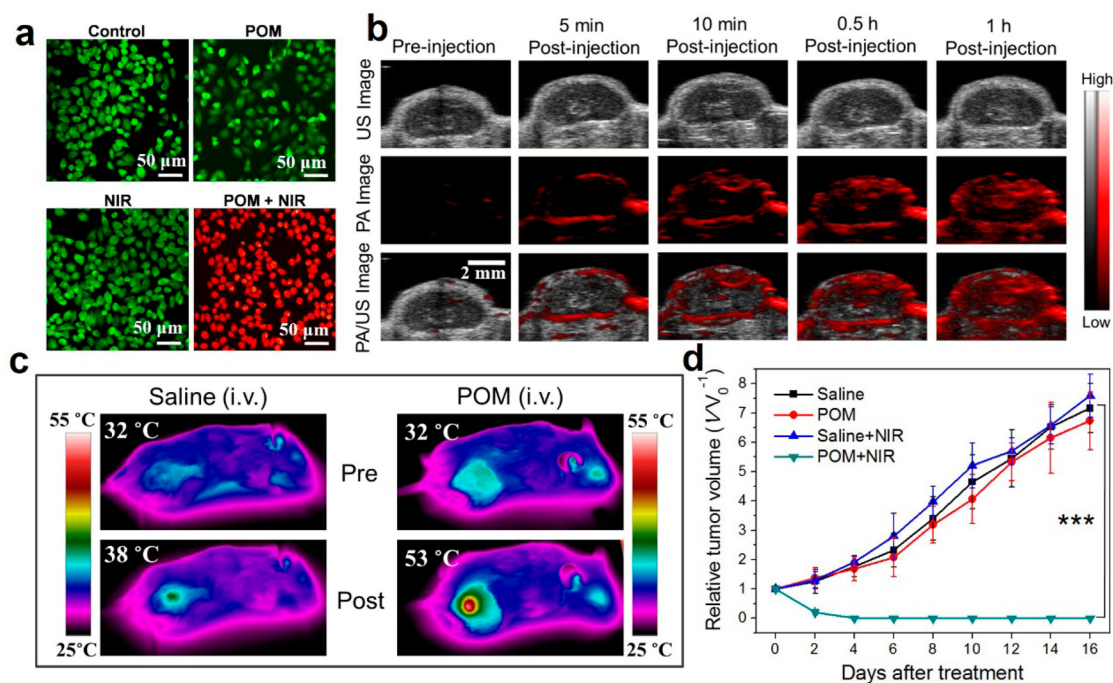 a
Control
POM
50 µm
50 µm
NIR
POM + NIR
50 µm
50 µm
b
Pre-injection
5 min
Post-injection
10 min
Post-injection
0.5 h
Post-injection
1 h
Post-injection
US Image
PA Image
PA/US Image
2 mm
High
Low
c
Saline (i.v.)
POM (i.v.)
55 °C
32 °C
32 °C
55 °C
Pre
38 °C
53°C
Post
25°C
25 °C
d
Relative tumor volume (V/V0⁻¹)
8
7
6
5
4
3
2
1
0
Saline
POM
Saline+NIR
POM+NIR
***
0 2 4 6 8 10 12 14 16
Days after treatment